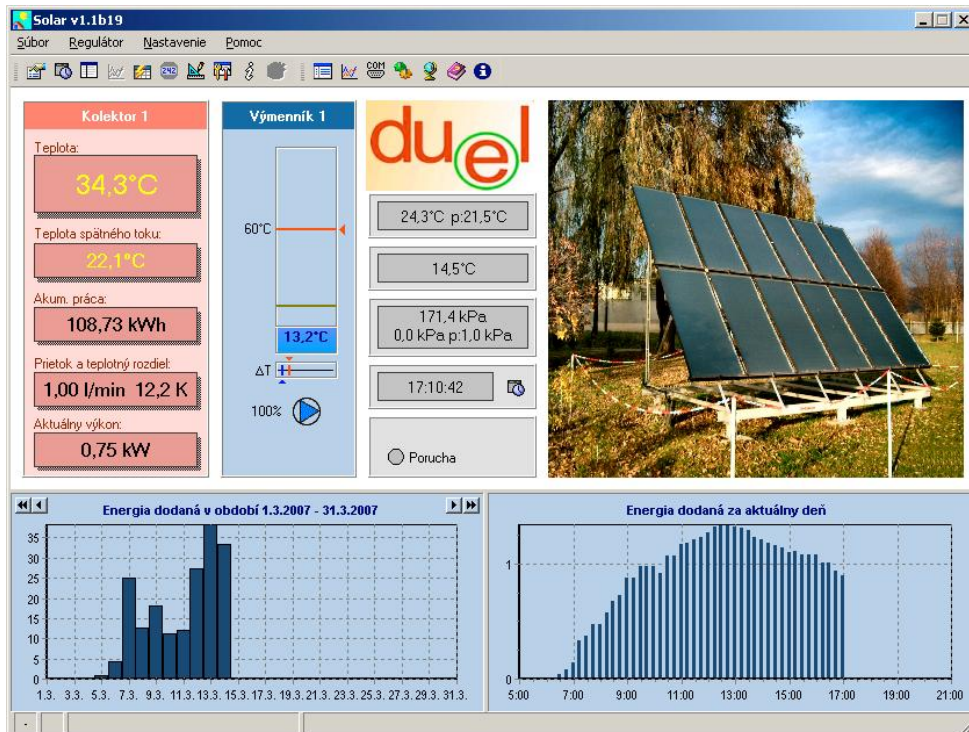 Solar v1.1b19
Súbor Regulátor Nastavenie Pomoc
242 COM
Kolektor 1
Teplota:
34,3°C
Teplota spätného toku:
22,1°C
Akum. práca:
108,73 kWh
Prietok a teplotný rozdiel:
1,00 l/min 12,2 K
Aktuálny výkon:
0,75 kW
Výmenník 1
60°C
13,2°C
ΔT
100%
duel
24,3°C p:21,5°C
14,5°C
171,4 kPa
0,0 kPa p:1,0 kPa
17:10:42
Porucha
Energia dodaná v období 1.3.2007 - 31.3.2007
35
30
25
20
15
10
5
0
1.3. 3.3. 5.3. 7.3. 9.3. 11.3. 13.3. 15.3. 17.3. 19.3. 21.3. 23.3. 25.3. 27.3. 29.3. 31.3.
Energia dodaná za aktuálny deň
1
0
5:00 7:00 9:00 11:00 13:00 15:00 17:00 19:00 21:00
-